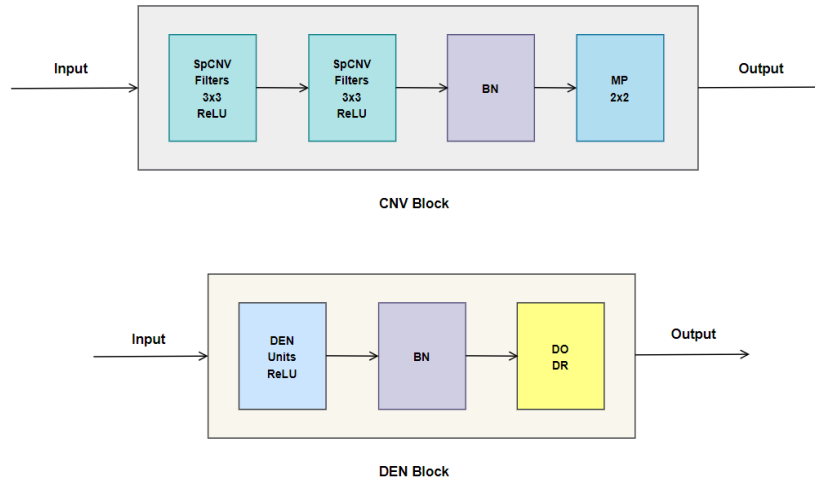 Input
SpCNV
Filters
3x3
ReLU
SpCNV
Filters
3x3
ReLU
BN
MP
2x2
Output
CNV Block
Input
DEN
Units
ReLU
BN
DO
DR
Output
DEN Block